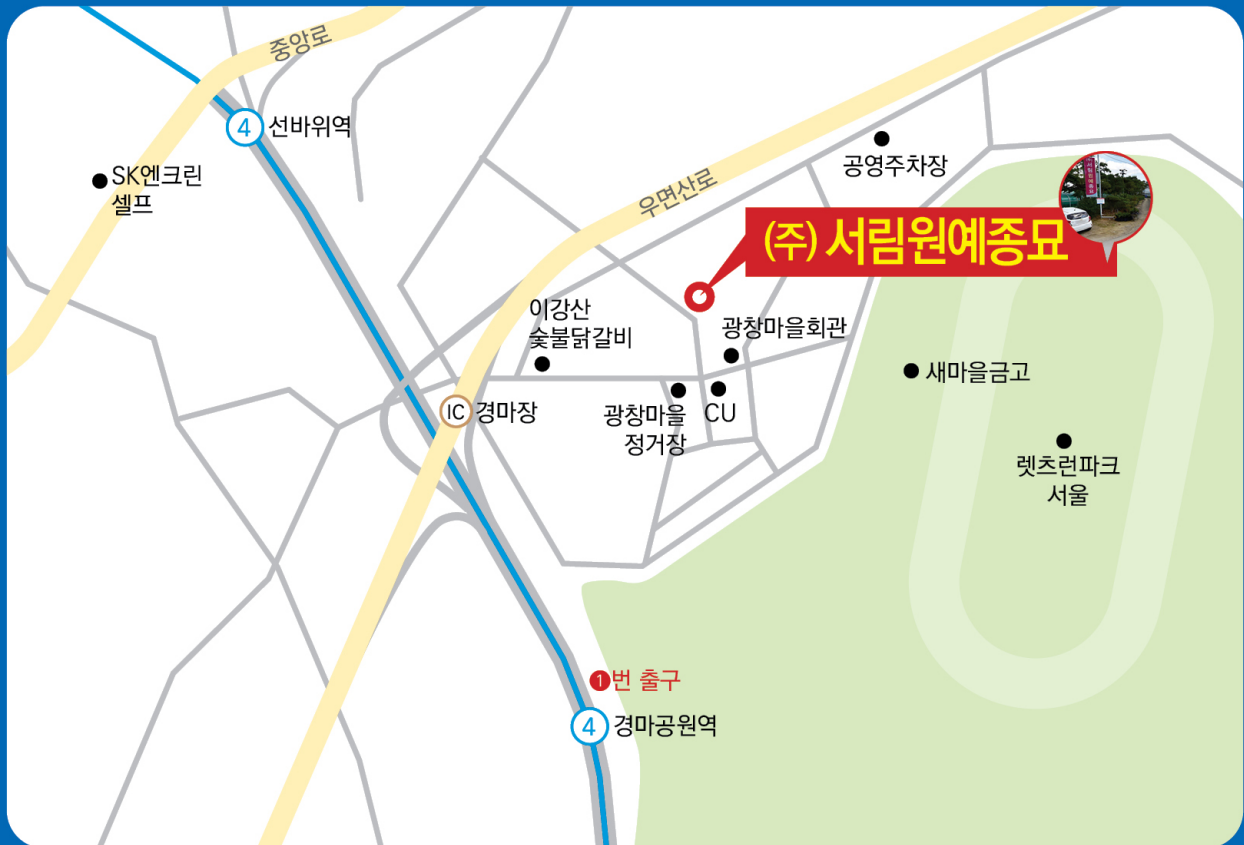 중앙로
4 선바위역
SK엔크린
셀프
공영주차장
우면산로
(주) 서림원예종묘
이강산
숯불닭갈비
광창마을회관
새마을금고
IC 경마장
광창마을
정거장
CU
렛츠런파크
서울
1번 출구
4 경마공원역